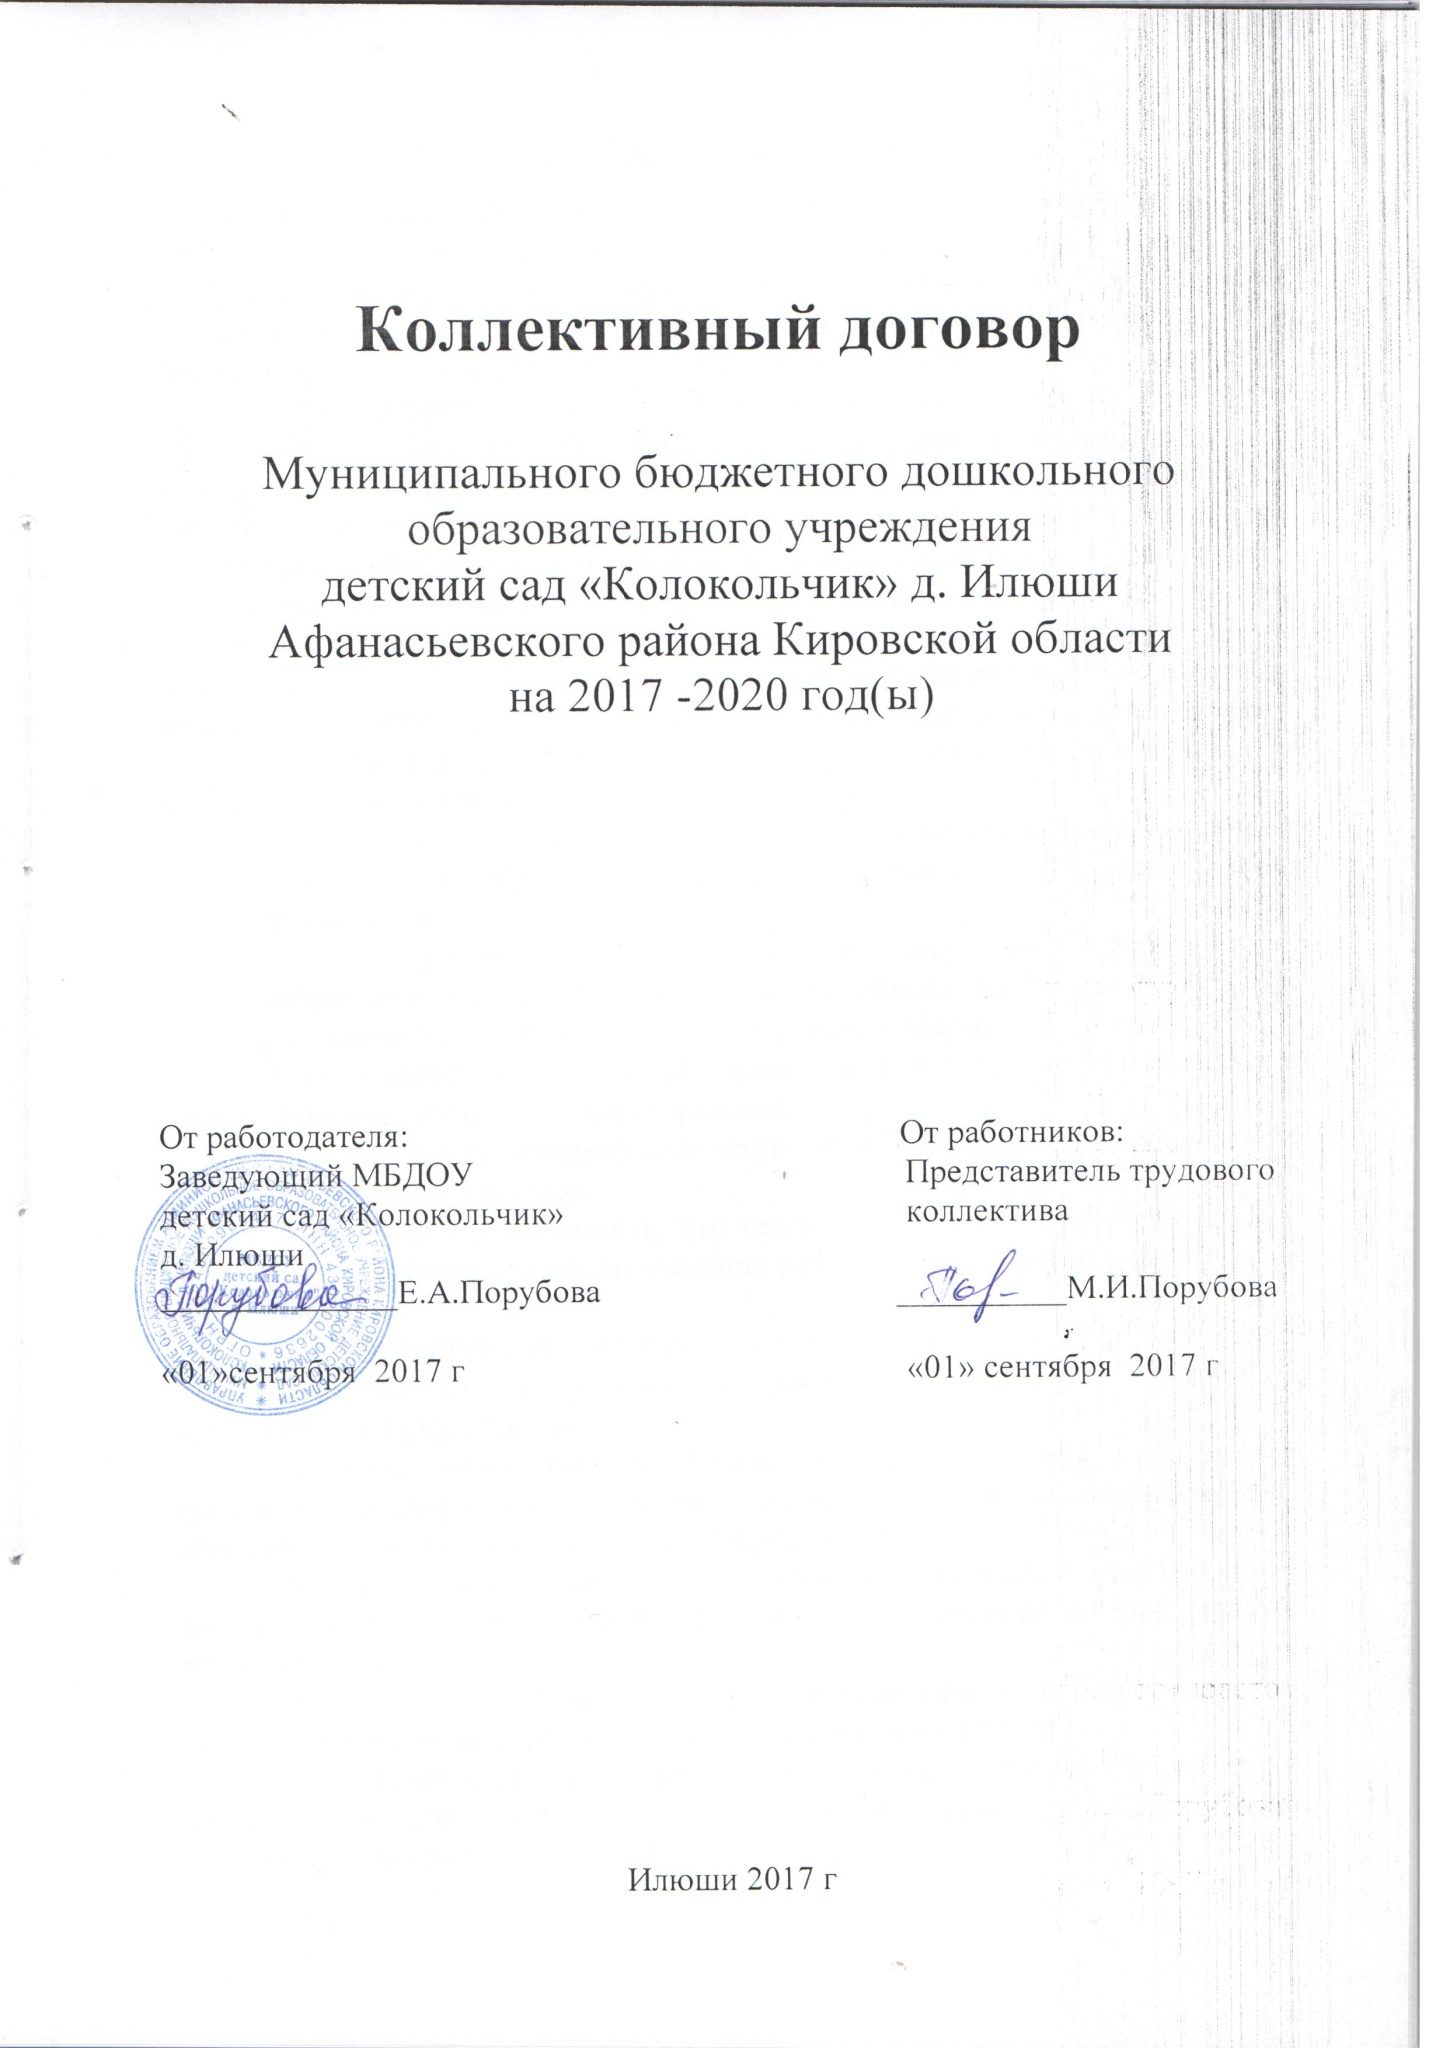 Коллективный договор
Муниципального бюджетного дошкольного
образовательного учреждения
детский сад «Колокольчик» д. Илюши
Афанасьевского района Кировской области
на 2017 -2020 год(ы)
От работодателя:
Заведующий МБДОУ
детский сад «Колокольчик»
д. Илюши
Порубова Е.А.Порубова
«01»сентября 2017 г
От работников:
Представитель трудового
коллектива
Пор М.И.Порубова
«01» сентября 2017 г
Илюши 2017 г